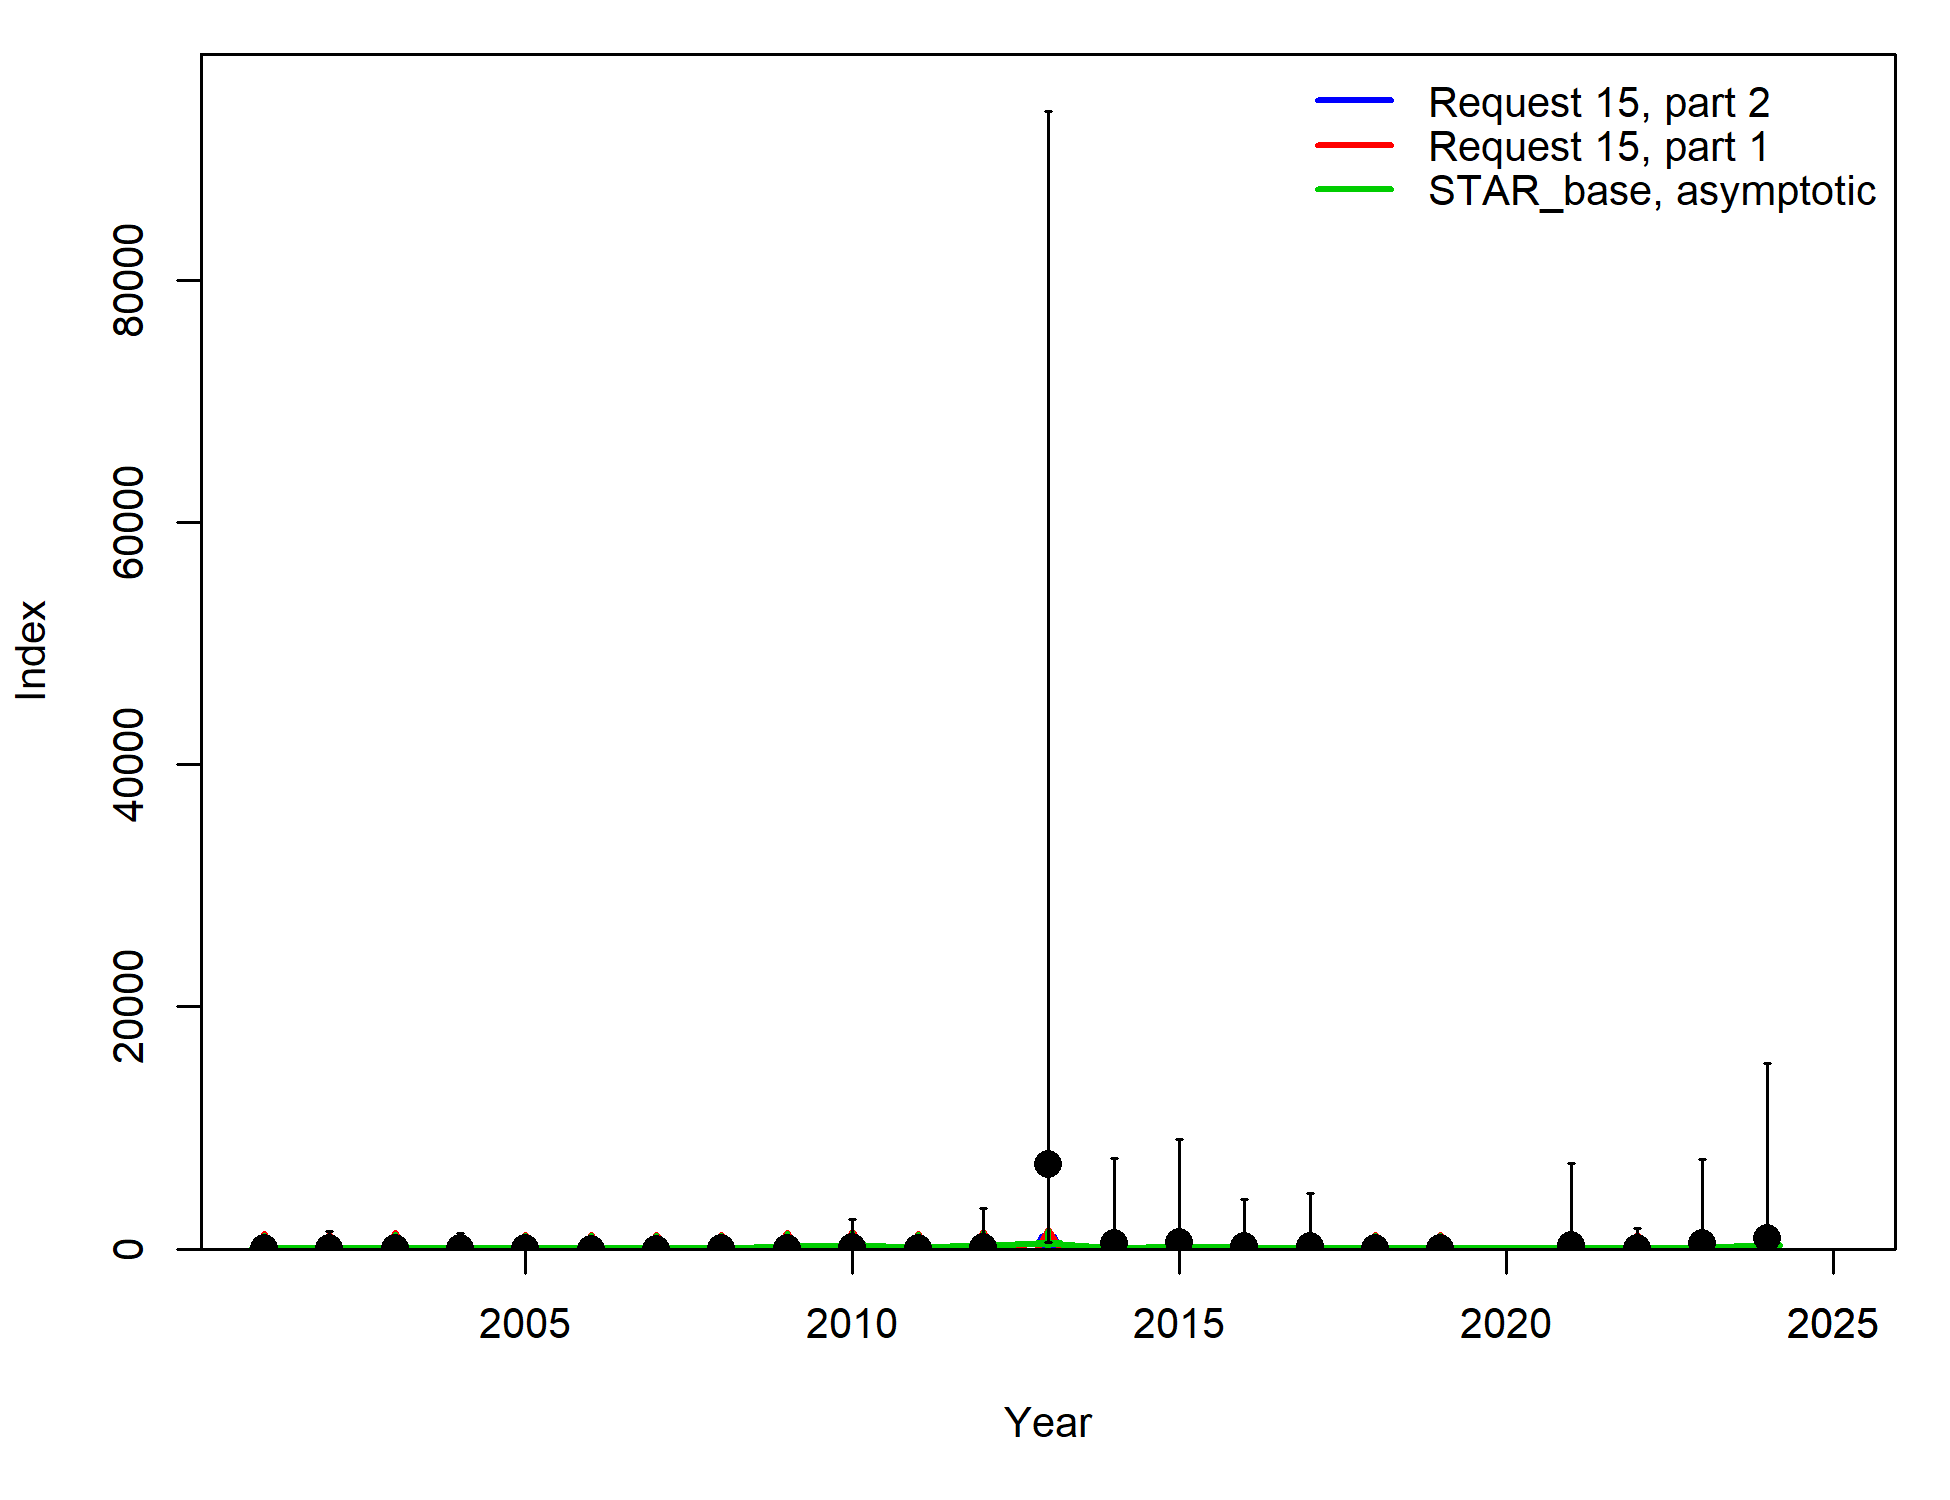 Request 15, part 2
Request 15, part 1
STAR_base, asymptotic
80000
60000
40000
20000
0
Index
2005
2010
2015
2020
2025
Year